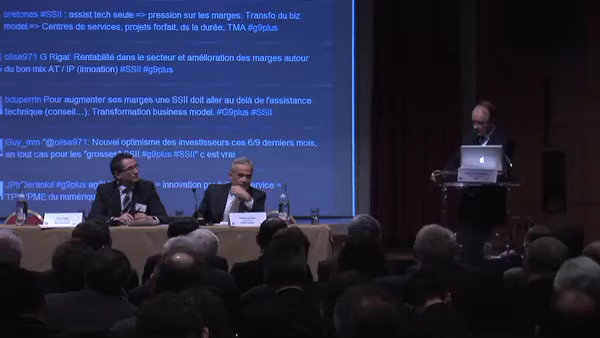 bretones #SSII : assist tech seule => pression sur les marges. Transfo du biz
model => Centres de services, projets forfait, ds la durée, TMA #g9plus
olise971 G Rigal: Rentabilité dans le secteur et amélioration des marges autour
du bon mix AT / IP (innoation) #SSII #g9plus
bduperrin Pour augmenter ses marges une SSII doit aller au delà de l'assistance
technique (conseil…). Transformation business model. #G9plus #SSII
Guy_mm "@olise971: Nouvel optimisme des investisseurs ces 6/9 derniers mois,
en tout cas pour les "grosses" SSII #g9plus #SSII" c est vrai
#g9plus
= innovation
service =
du numérique